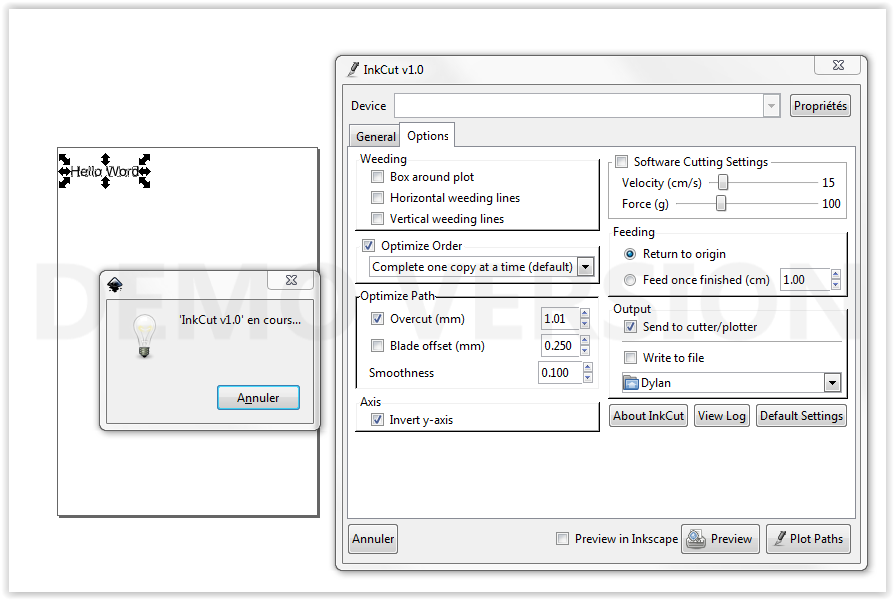 InkCut v1.0
Device
Propriétés
General
Options
Weeding
Box around plot
Horizontal weeding lines
Vertical weeding lines
Optimize Order
Complete one copy at a time (default)
Optimize Path
Overcut (mm)
1.01
Blade offset (mm)
0.250
Smoothness
0.100
Axis
Invert y-axis
Software Cutting Settings
Velocity (cm/s)
15
Force (g)
100
Feeding
Return to origin
Feed once finished (cm)
1.00
Output
Send to cutter/plotter
Write to file
Dylan
About InkCut
View Log
Default Settings
Annuler
Preview in Inkscape
Preview
Plot Paths
Hello Word
'InkCut v1.0' en cours...
Annuler
DEMO VERSION